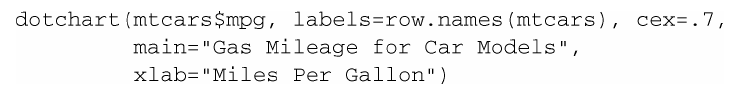 dotchart(mtcars$mpg, labels=row.names(mtcars), cex=.7,
main="Gas Mileage for Car Models",
xlab="Miles Per Gallon")